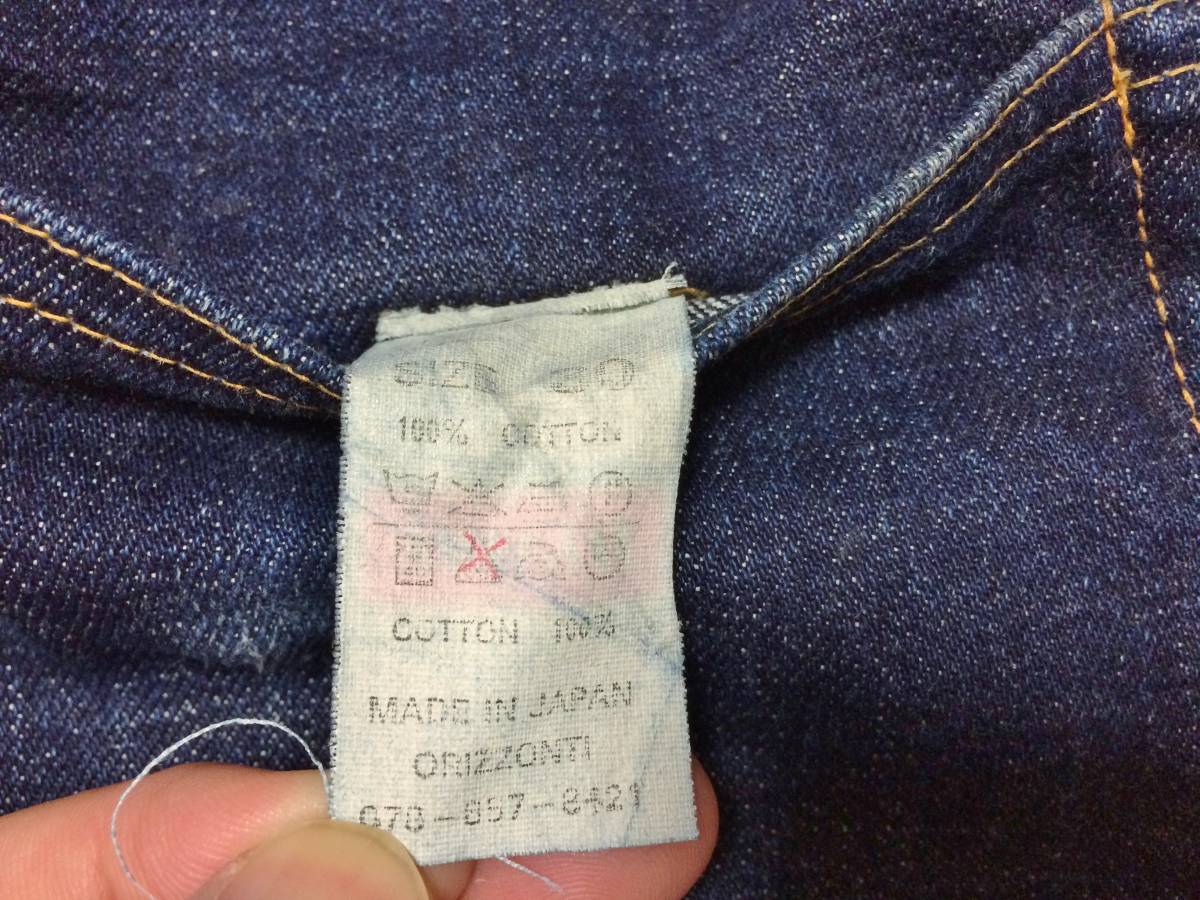 SIZE
100% COTTON
COTTON 100%
MADE IN JAPAN
ORIZZONTI
078-857-8421